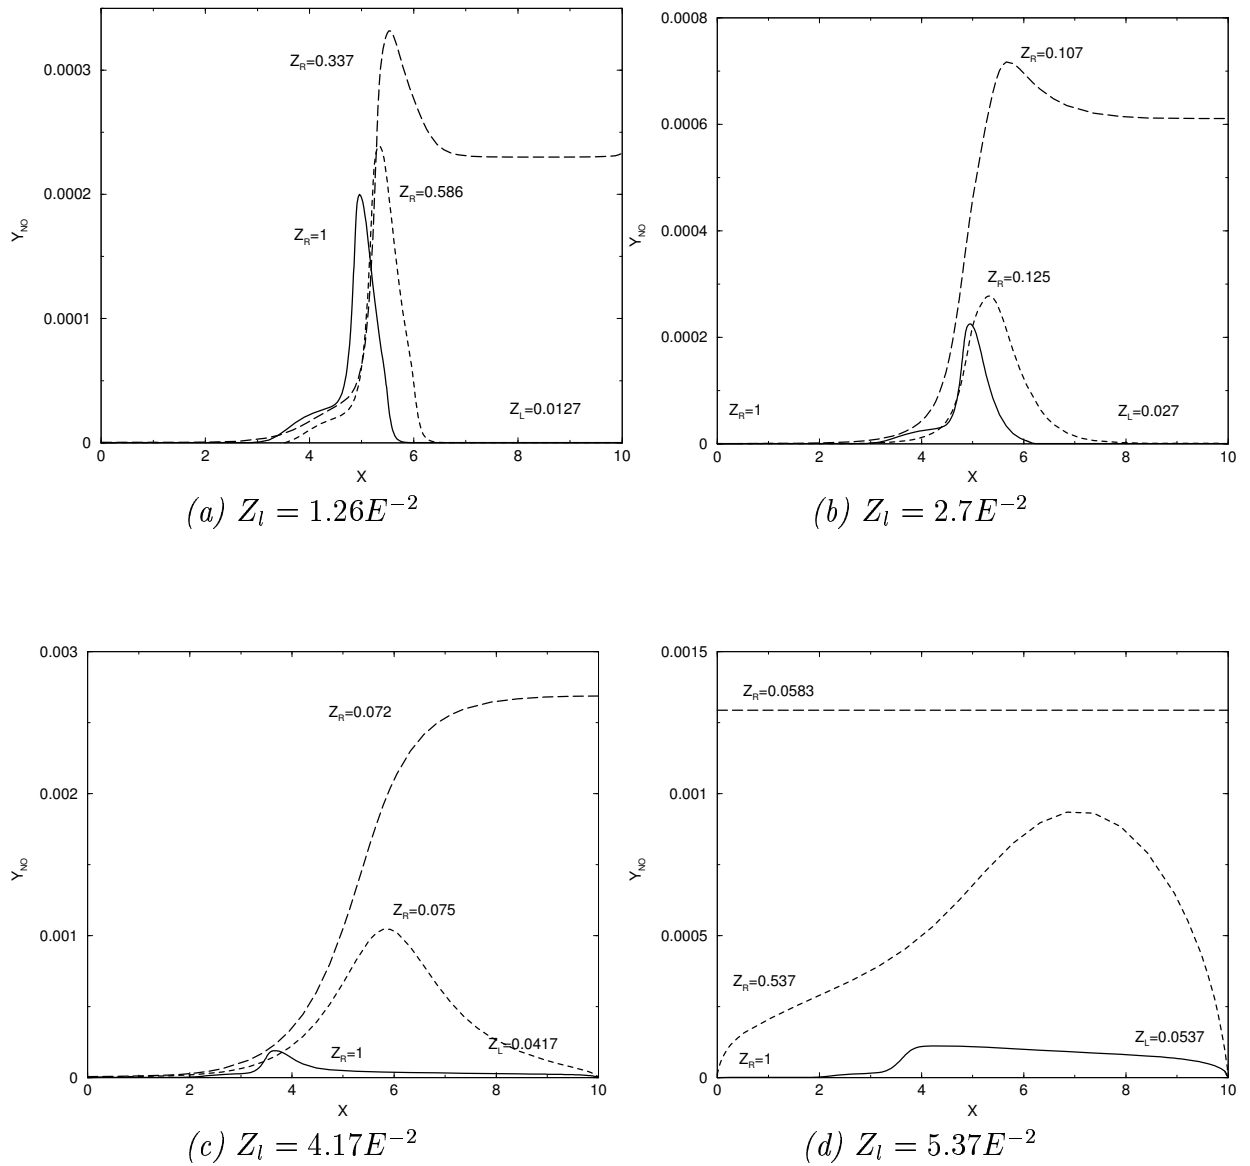 0.0003
0.0002
0.0001
0
Y_NO
Z_R=0.337
Z_R=0.586
Z_R=1
Z_L=0.0127
0 2 4 6 8 10
X
(a) Z_l = 1.26E^{-2}
0.0008
0.0006
0.0004
0.0002
0
Y_NO
Z_R=0.107
Z_R=0.125
Z_R=1
Z_L=0.027
0 2 4 6 8 10
X
(b) Z_l = 2.7E^{-2}
0.003
0.002
0.001
0
Y_NO
Z_R=0.072
Z_R=0.075
Z_L=0.0417
Z_R=1
0 2 4 6 8 10
X
(c) Z_l = 4.17E^{-2}
0.0015
0.001
0.0005
0
Y_NO
Z_R=0.0583
Z_R=0.537
Z_L=0.0537
Z_R=1
0 2 4 6 8 10
X
(d) Z_l = 5.37E^{-2}